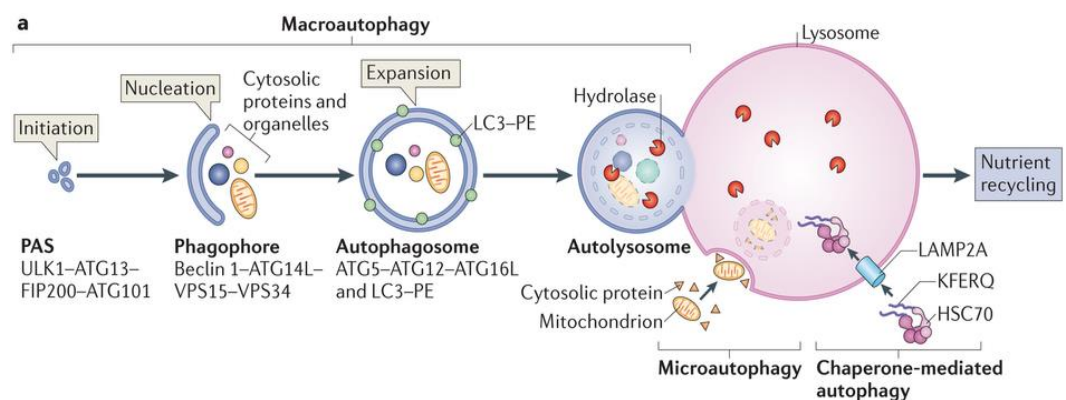 a
Macroautophagy
Lysosome
Initiation
Nucleation
Cytosolic
proteins and
organelles
Expansion
LC3–PE
Hydrolase
Nutrient
recycling
PAS
ULK1–ATG13–
FIP200–ATG101
Phagophore
Beclin 1–ATG14L–
VPS15–VPS34
Autophagosome
ATG5–ATG12–ATG16L
and LC3–PE
Autolysosome
Cytosolic protein
Mitochondrion
LAMP2A
KFERQ
HSC70
Microautophagy
Chaperone-mediated
autophagy